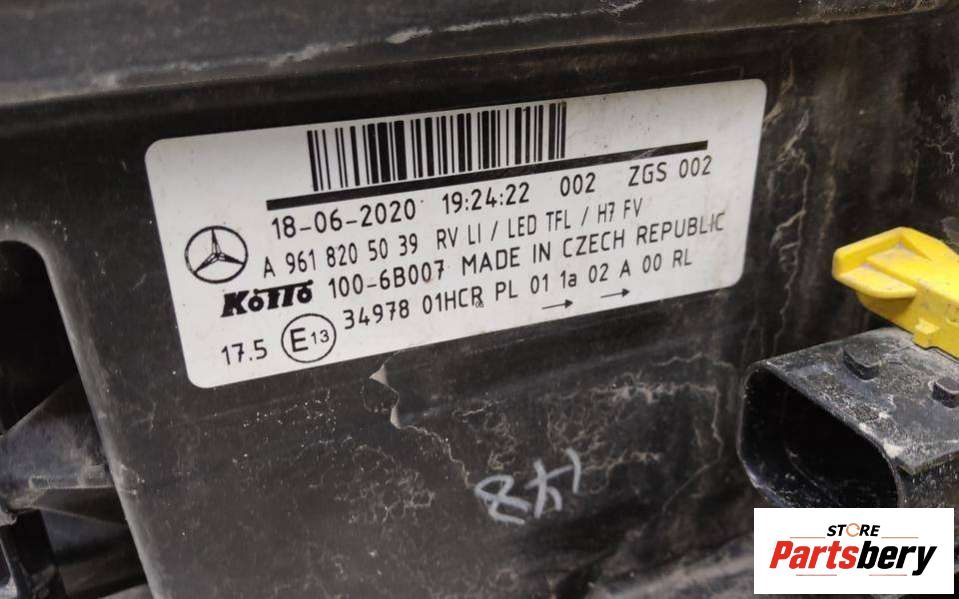 18-06-2020 19:24:22 002 ZGS 002
A 961 820 50 39 RV LI / LED TFL / H7 FV
100-6B007 MADE IN CZECH REPUBLIC
34978 01HCR PL 01 1a 02 A 00 RL
17.5 E13
→ →
STORE
Partsbery